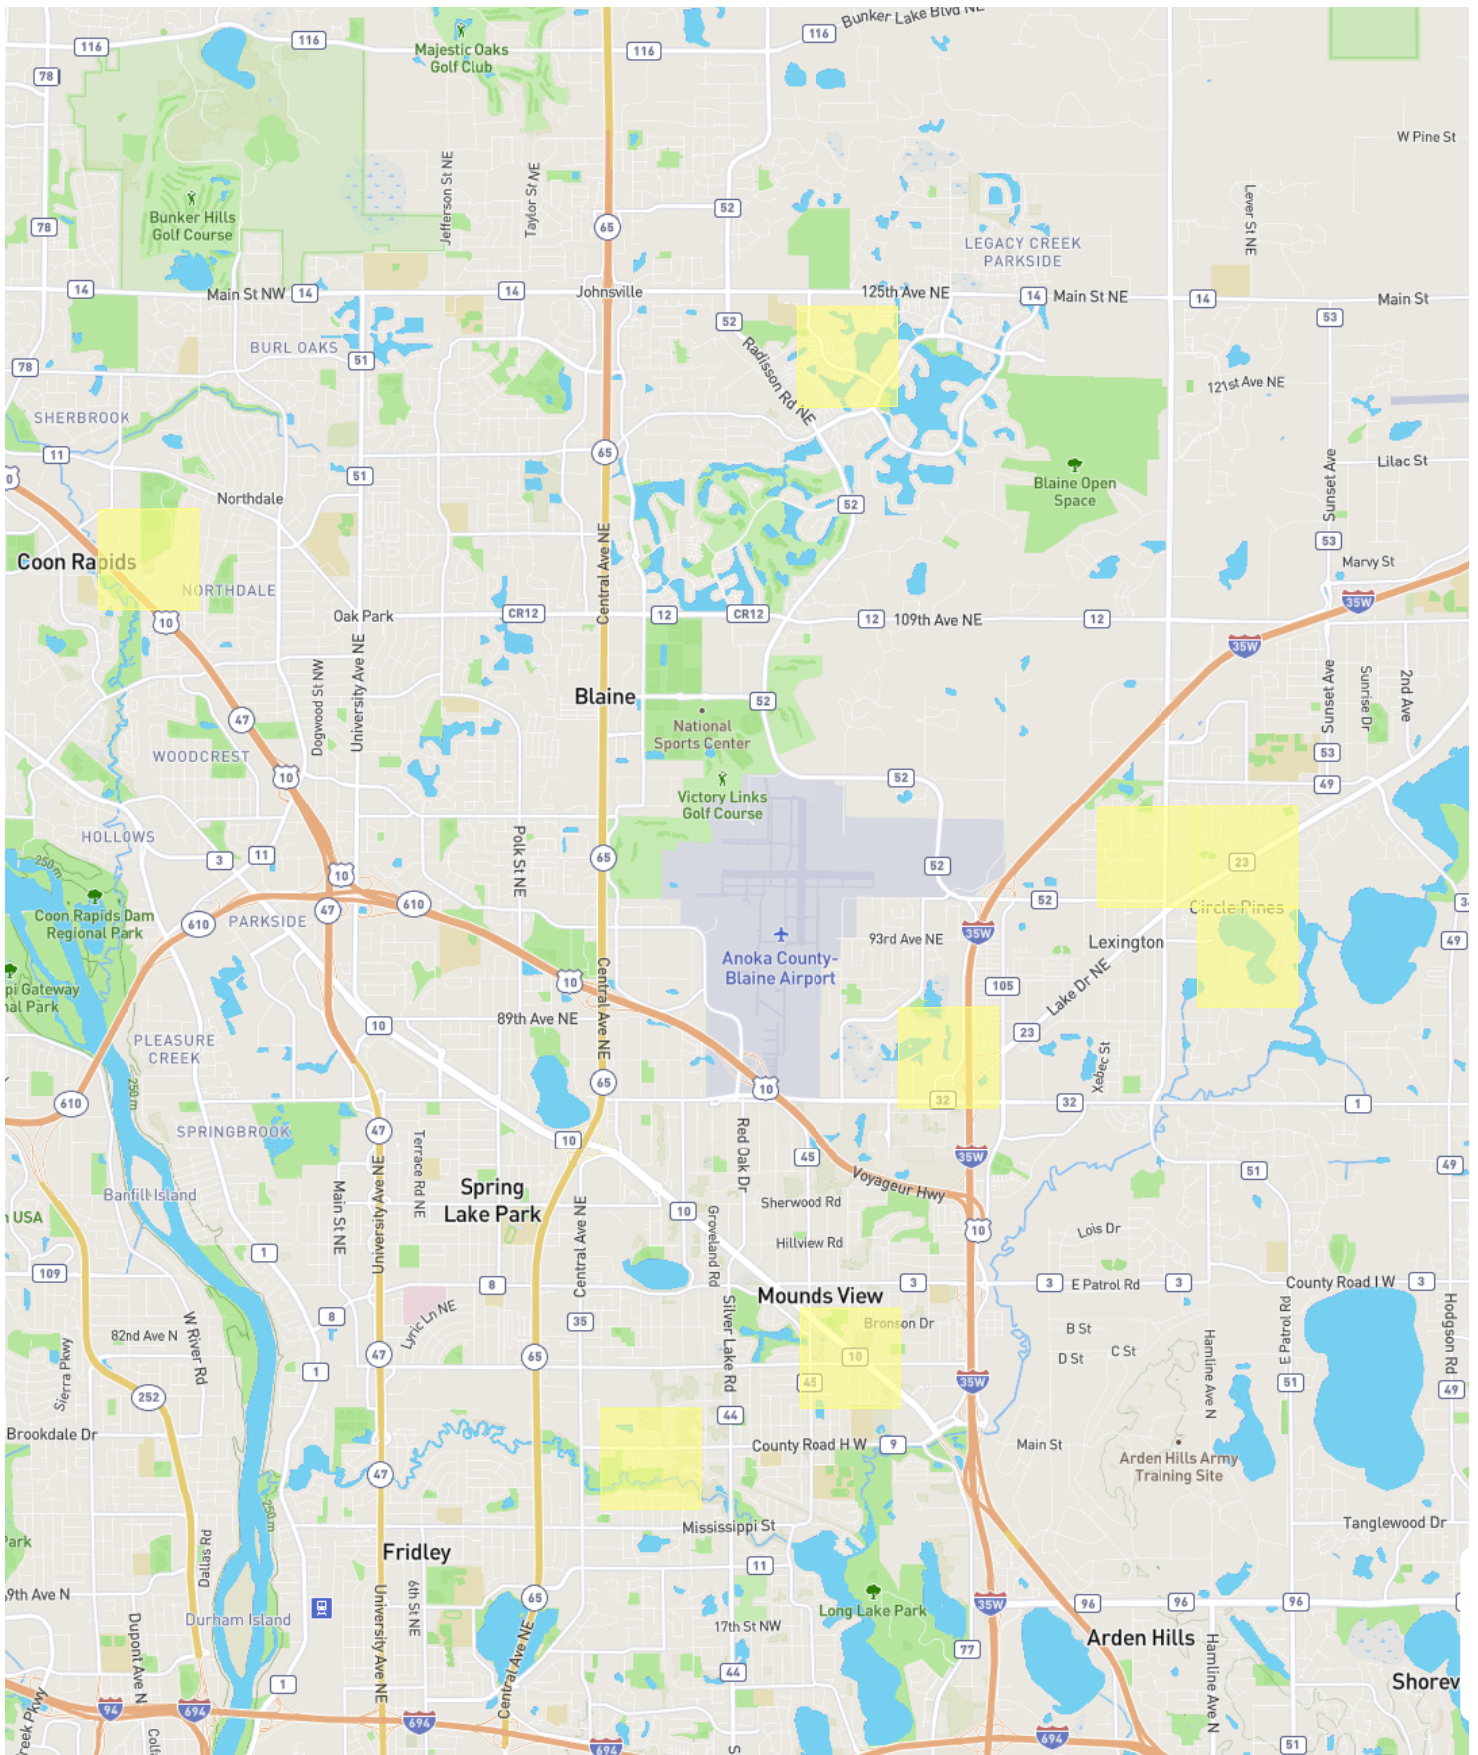 Bunker Lake Blvd NE
116
116
116
116
Majestic Oaks
Golf Club
78
W Pine St
Jefferson St NE
Taylor St NE
Lever St NE
Bunker Hills
Golf Course
52
78
65
LEGACY CREEK
PARKSIDE
14
Main St NW
14
14
Johnsville
125th Ave NE
14
Main St NE
14
Main St
52
53
BURL OAKS
51
Radisson Rd NE
78
121st Ave NE
SHERBROOK
11
65
Lilac St
51
Blaine Open
Space
Northdale
52
Sunset Ave
Central Ave NE
53
Coon Rapids
Marvy St
NORTHDALE
35W
10
Oak Park
CR12
12
CR12
12
109th Ave NE
12
35W
University Ave NE
Dogwood St NW
Blaine
52
Sunset Ave
Sunrise Dr
2nd Ave
47
National
Sports Center
WOODCREST
53
10
52
49
Victory Links
Golf Course
HOLLOWS
Polk St NE
250 m
3
11
65
52
23
10
Coon Rapids Dam
Regional Park
610
PARKSIDE
47
610
52
Circle Pines
35W
93rd Ave NE
Lexington
49
Anoka County-
Blaine Airport
pi Gateway
nal Park
10
Central Ave NE
105
Lake Dr NE
89th Ave NE
10
23
PLEASURE
CREEK
Xebec St
250 m
65
10
610
32
32
1
SPRINGBROOK
47
10
Terrace Rd NE
Red Oak Dr
45
35W
51
49
Voyageur Hwy
Banfill Island
Main St NE
University Ave NE
Spring
Lake Park
Central Ave NE
Sherwood Rd
n USA
10
Groveland Rd
10
Lois Dr
1
Hillview Rd
109
8
3
3
E Patrol Rd
3
County Road I W
3
Mounds View
8
Lyric Ln NE
35
Silver Lake Rd
Bronson Dr
B St
82nd Ave N
W River Rd
Sierra Pkwy
47
65
10
D St
C St
Hamline Ave N
E Patrol Rd
Hodgson Rd
1
45
35W
51
49
252
44
Brookdale Dr
County Road H W
9
Main St
Arden Hills Army
Training Site
47
250 m
Mississippi St
Tanglewood Dr
Park
Dallas Rd
Fridley
11
9th Ave N
65
Long Lake Park
35W
96
96
96
Durham Island
University Ave NE
6th St NE
17th St NW
Dupont Ave N
Central Ave NE
77
Arden Hills
Hamline Ave N
44
1
Shorev
reek Pkwy
94
Colf
694
694
694
S
694
51